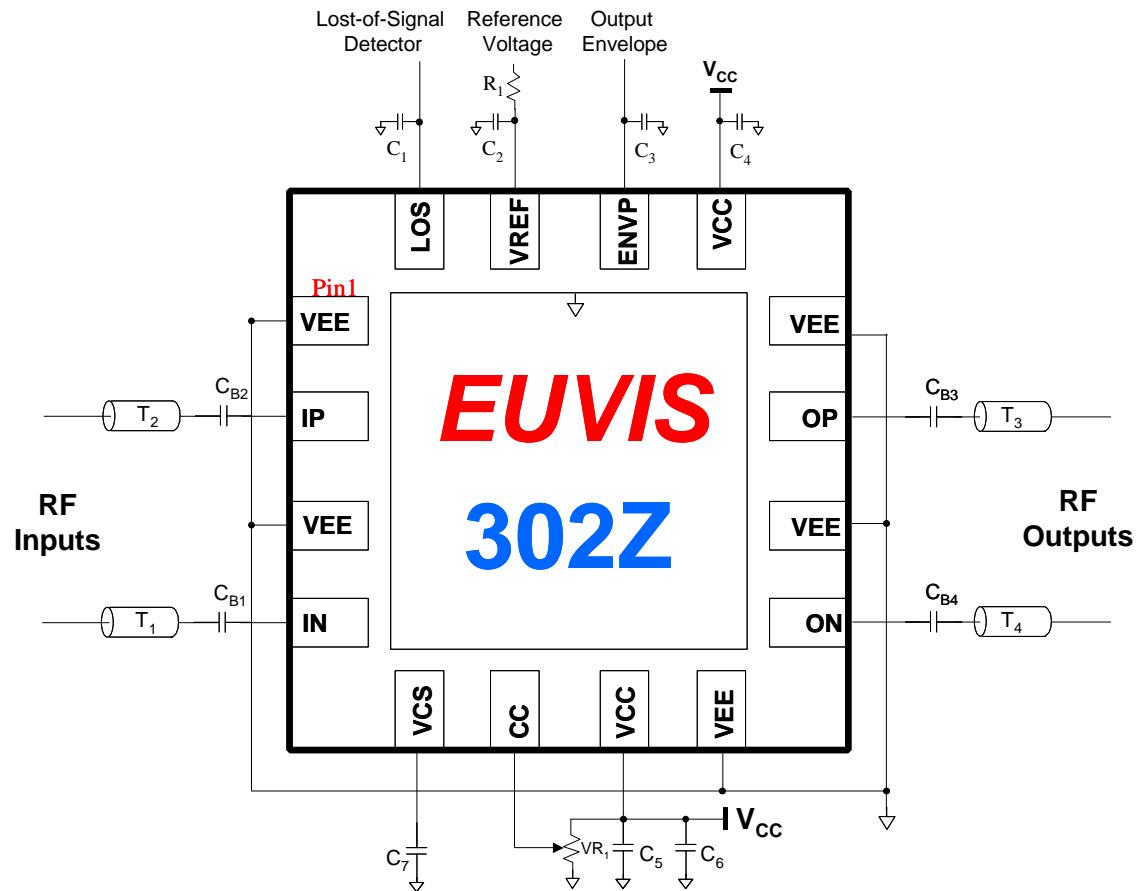 Lost-of-Signal
Detector
Reference
Voltage
Output
Envelope
VCC
R1
C1
C2
C3
C4
LOS
VREF
ENVP
VCC
Pin1
VEE
VEE
CB2
T2
IP
EUVIS
OP
CB3
T3
RF
Inputs
VEE
302Z
VEE
RF
Outputs
CB1
T1
IN
ON
CB4
T4
VCS
CC
VCC
VEE
VCC
C7
VR1
C5
C6